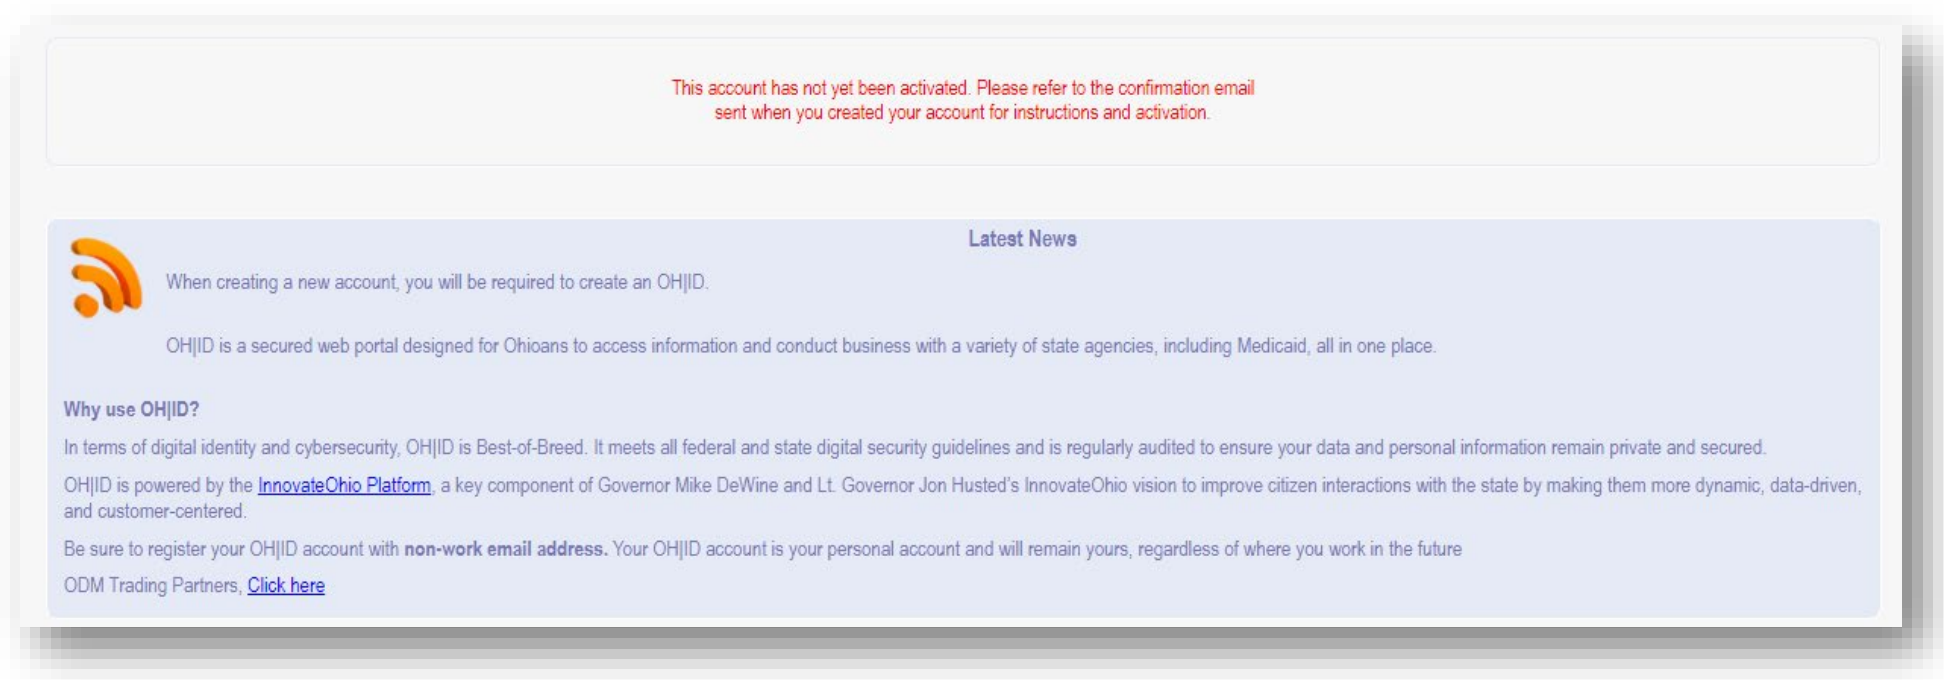 This account has not yet been activated. Please refer to the confirmation email
sent when you created your account for instructions and activation.
Latest News
When creating a new account, you will be required to create an OH|ID.
OH|ID is a secured web portal designed for Ohioans to access information and conduct business with a variety of state agencies, including Medicaid, all in one place.
Why use OH|ID?
In terms of digital identity and cybersecurity, OH|ID is Best-of-Breed. It meets all federal and state digital security guidelines and is regularly audited to ensure your data and personal information remain private and secured.
OH|ID is powered by the InnovateOhio Platform, a key component of Governor Mike DeWine and Lt. Governor Jon Husted's InnovateOhio vision to improve citizen interactions with the state by making them more dynamic, data-driven,
and customer-centered.
Be sure to register your OH|ID account with non-work email address. Your OH|ID account is your personal account and will remain yours, regardless of where you work in the future
ODM Trading Partners, Click here